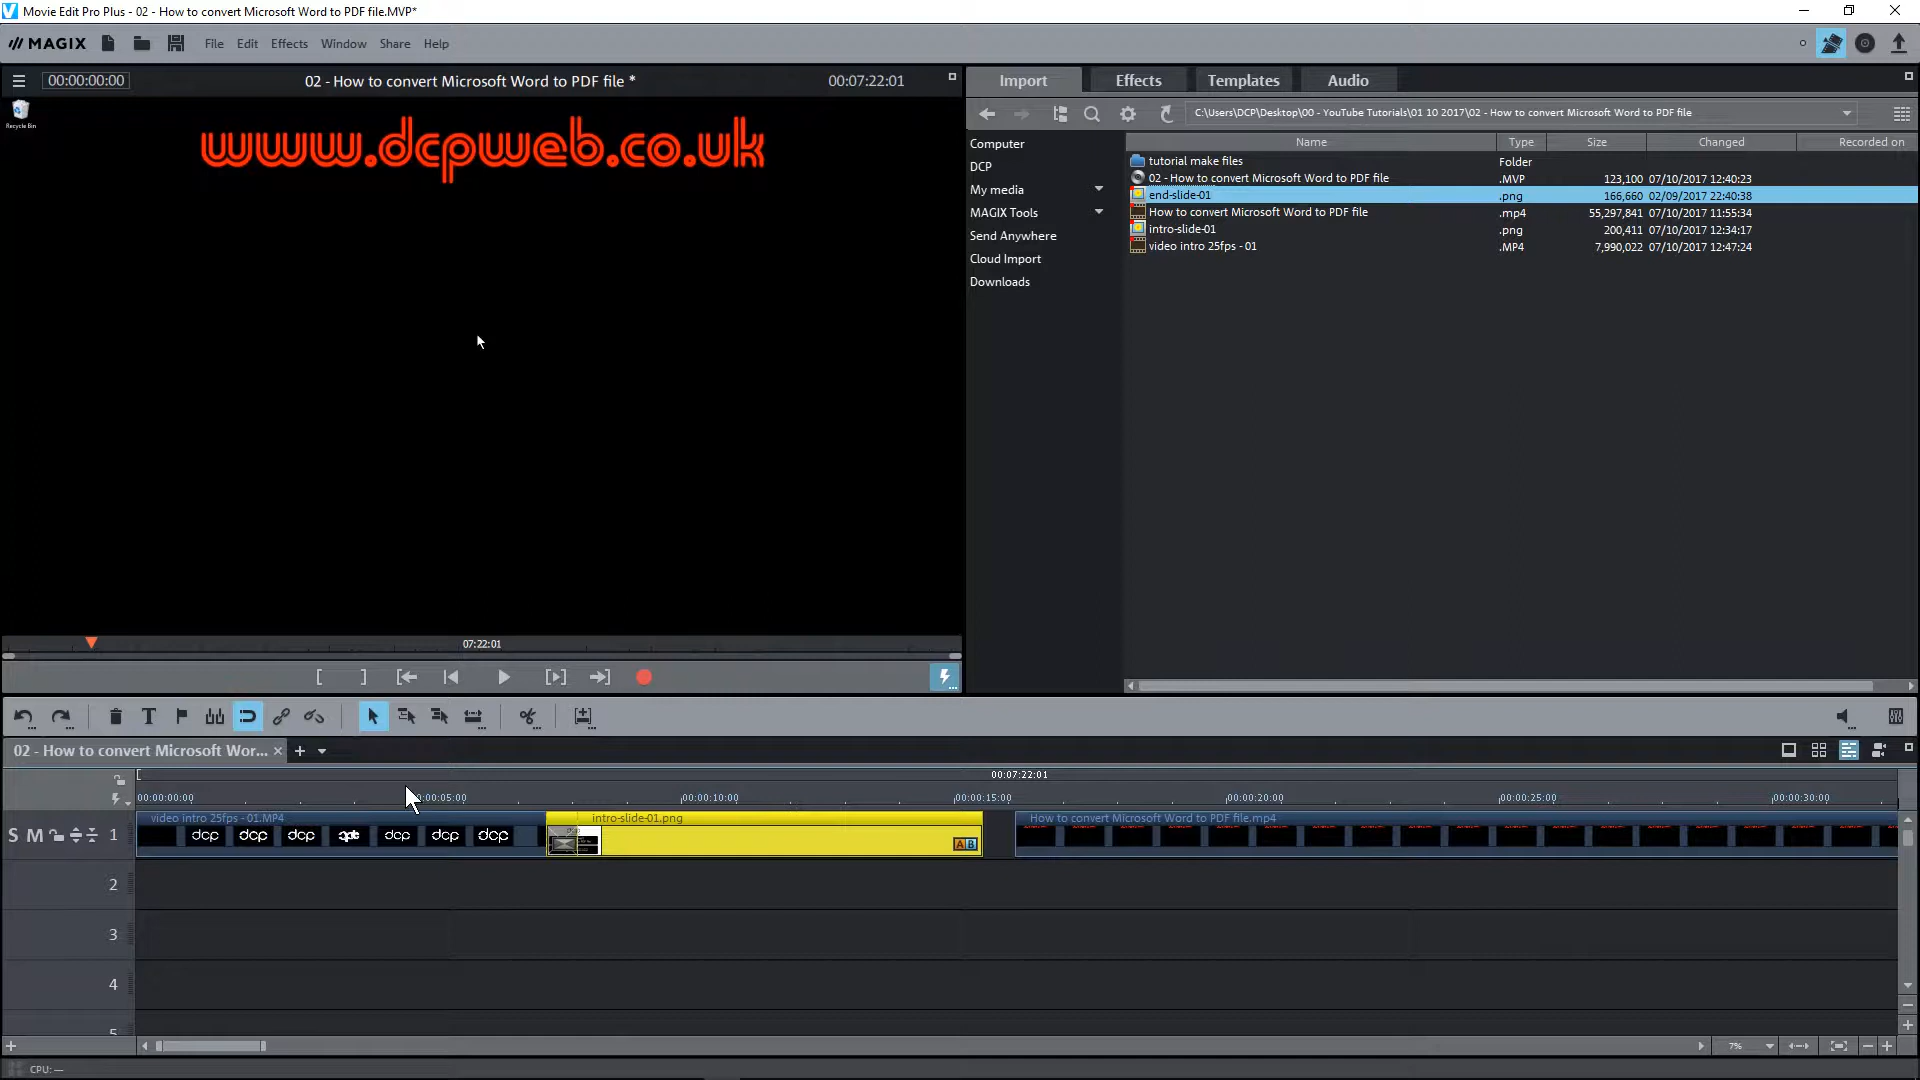 Movie Edit Pro Plus - 02 - How to convert Microsoft Word to PDF file.MVP*
MAGIX File Edit Effects Window Share Help
00:00:00:00 02 - How to convert Microsoft Word to PDF file * 00:07:22:01
Import Effects Templates Audio
Recycle Bin
www.dcpweb.co.uk
C:\Users\DCP\Desktop\00 - YouTube Tutorials\01 10 2017\02 - How to convert Microsoft Word to PDF file
Computer
DCP
My media
MAGIX Tools
Send Anywhere
Cloud Import
Downloads
Name Type Size Changed Recorded on
tutorial make files Folder
02 - How to convert Microsoft Word to PDF file .MVP 123,100 07/10/2017 12:40:23
end-slide-01 .png 166,660 02/09/2017 22:40:38
How to convert Microsoft Word to PDF file .mp4 55,297,841 07/10/2017 11:55:34
intro-slide-01 .png 200,411 07/10/2017 12:34:17
video intro 25fps - 01 .MP4 7,990,022 07/10/2017 12:47:24
07:22:01
02 - How to convert Microsoft Wor...
00:07:22:01
00:00:00:00 00:00:05:00 00:00:10:00 00:00:15:00 00:00:20:00 00:00:25:00 00:00:30:00
video intro 25fps - 01.MP4 intro-slide-01.png How to convert Microsoft Word to PDF file.mp4
S M 1
dcp dcp dcp dcp dcp dcp
A B
2
3
4
5
7%
CPU: —